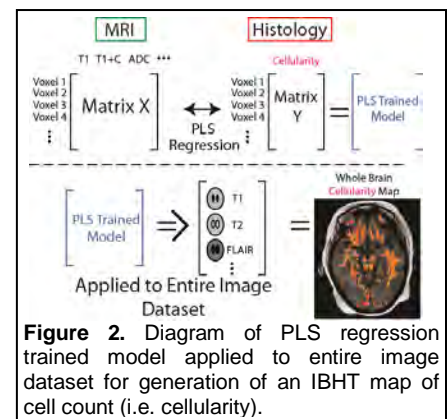 MRI Histology
T1 T1+C ADC •••
Cellularity
Voxel 1 Voxel 1
Voxel 2 Voxel 2
Voxel 3 Voxel 3
Voxel 4 Voxel 4
Matrix X
Matrix
Y
PLS Trained
Model
=
PLS
Regression
Whole Brain
Cellularity Map
PLS Trained
Model
T1
T2
FLAIR
=
Applied to Entire Image
Dataset
Figure 2. Diagram of PLS regression
trained model applied to entire image
dataset for generation of an IBHT map of
cell count (i.e. cellularity).